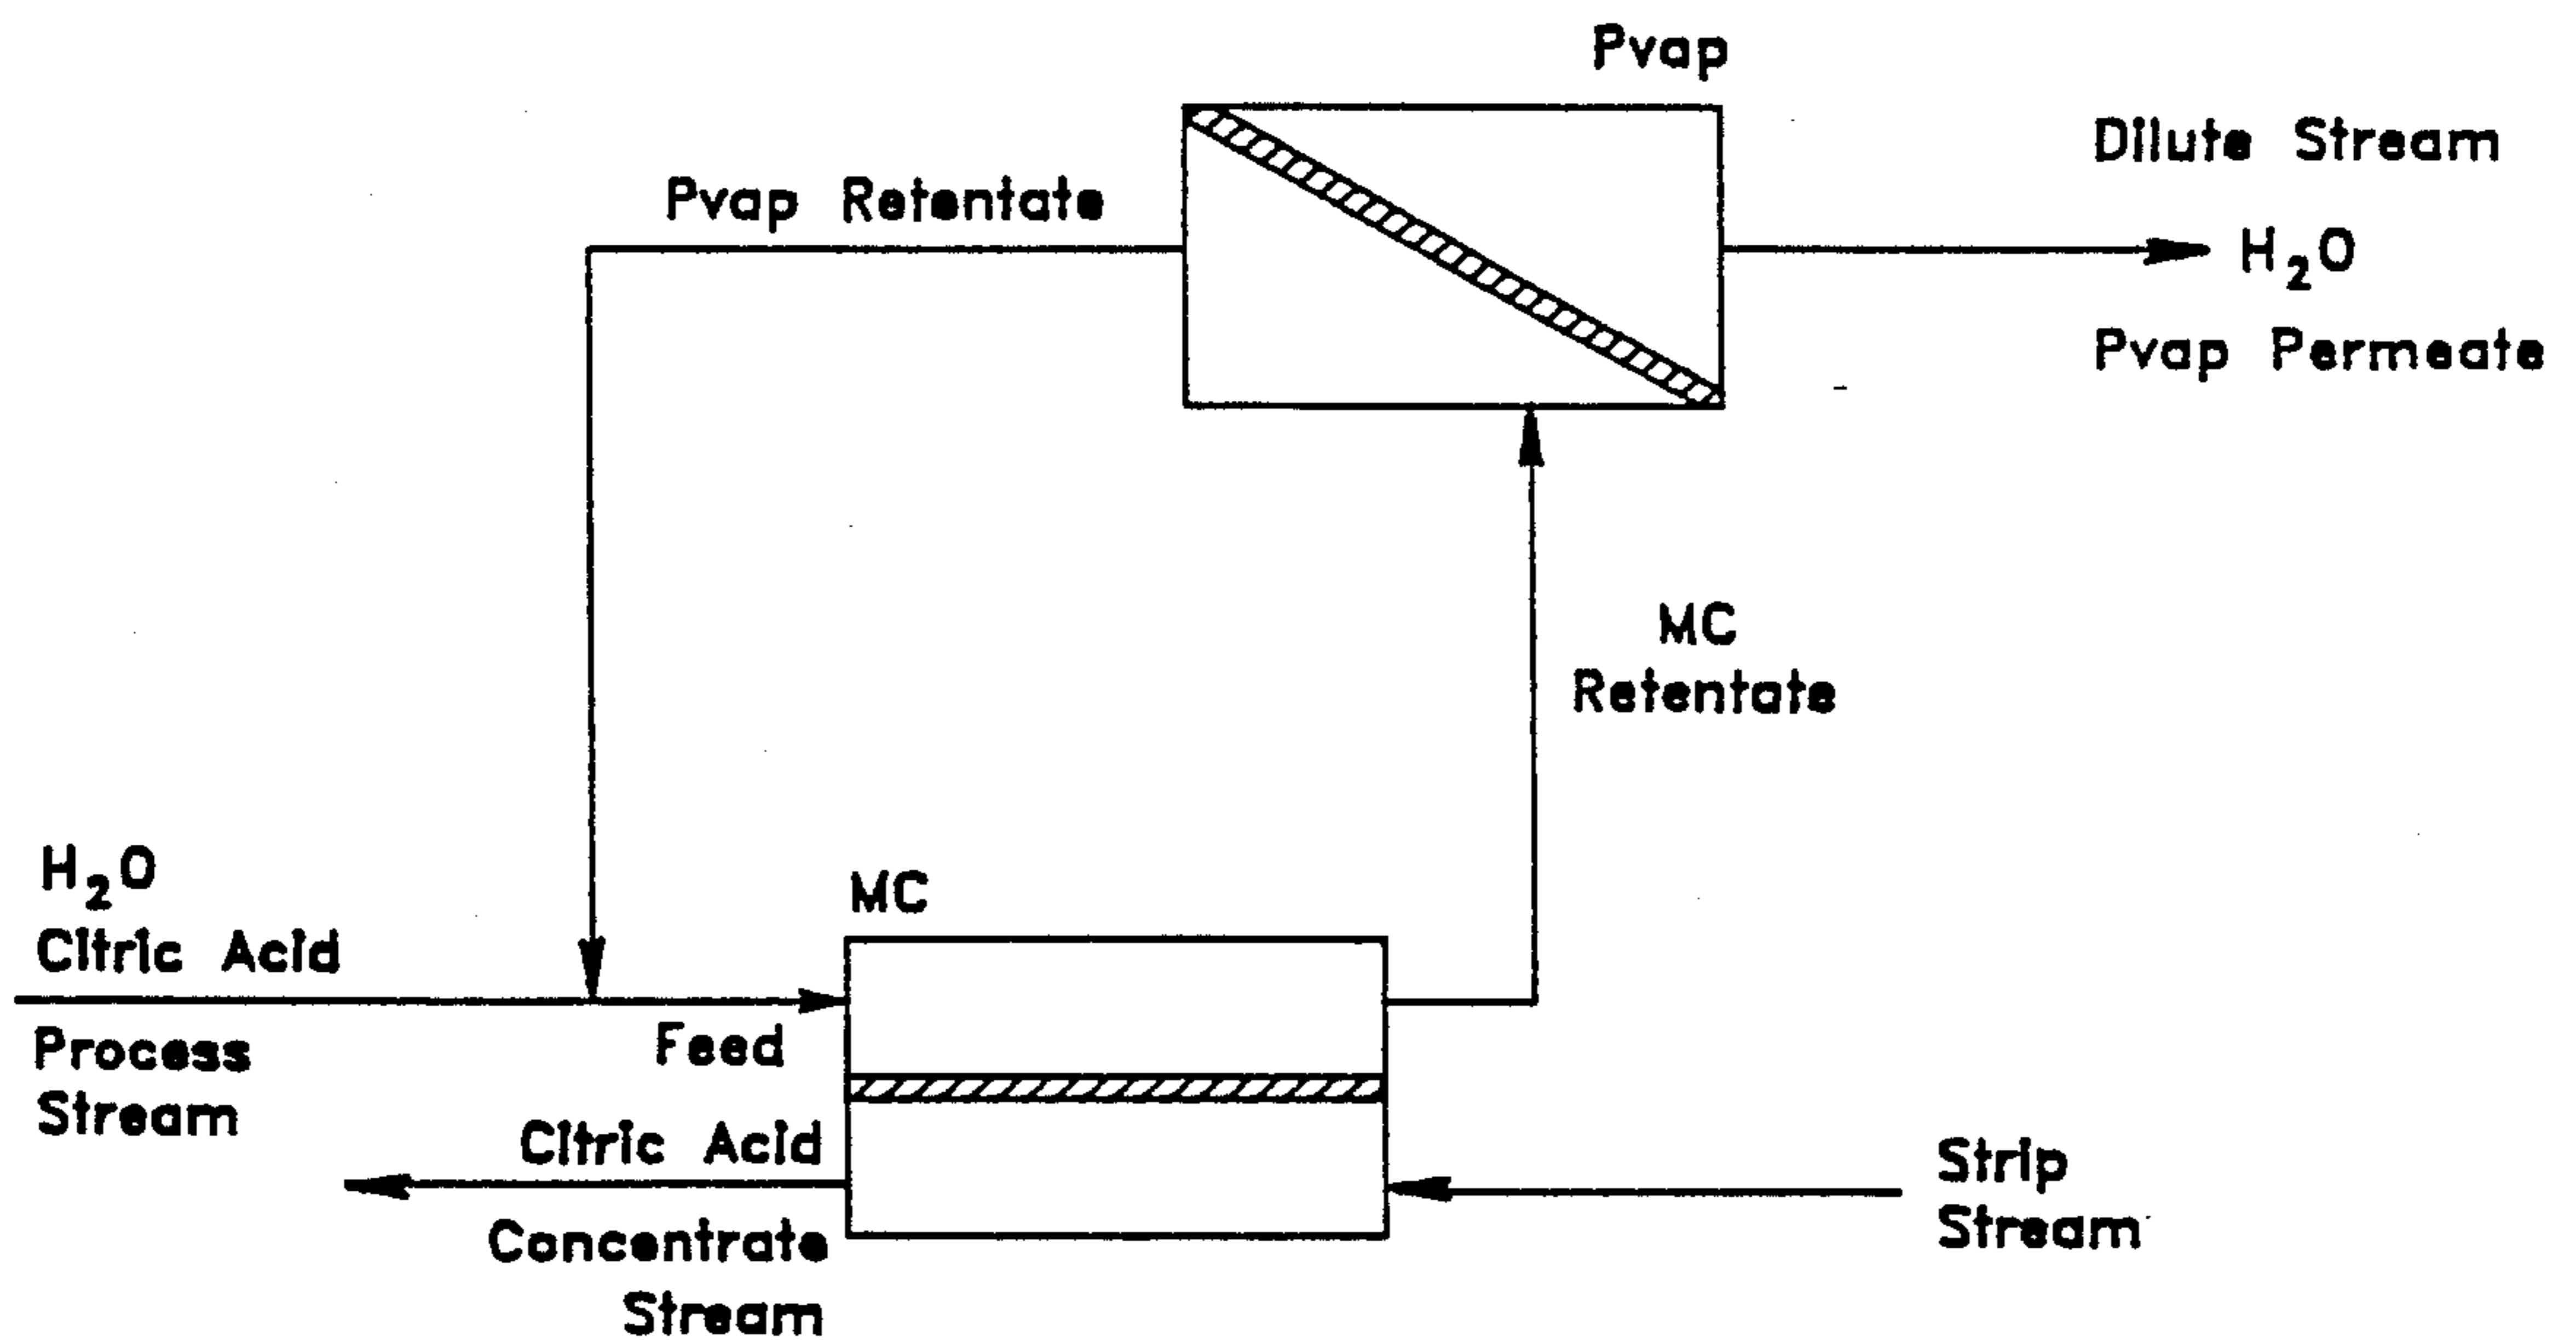 Pvap
Dilute Stream
Pvap Retentate
H₂O
Pvap Permeate
MC
Retentate
H₂O
MC
Citric Acid
Feed
Process
Stream
Citric Acid
Strip
Stream
Concentrate
Stream